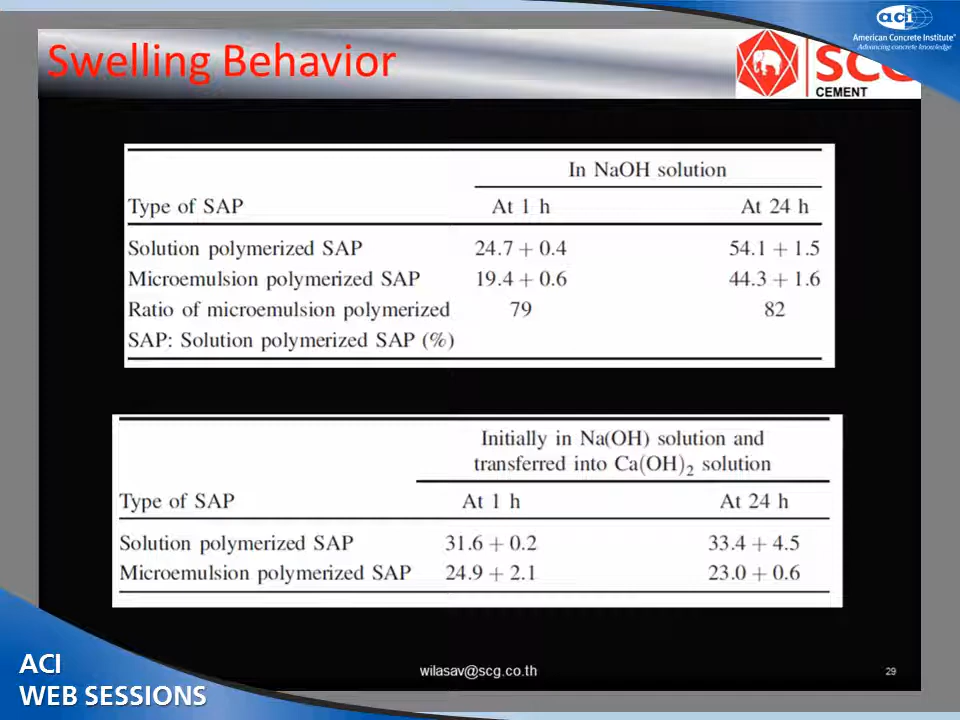 Swelling Behavior
aci
American Concrete Institute®
Advancing concrete knowledge
SCG
CEMENT
In NaOH solution
Type of SAP At 1 h At 24 h
Solution polymerized SAP 24.7 + 0.4 54.1 + 1.5
Microemulsion polymerized SAP 19.4 + 0.6 44.3 + 1.6
Ratio of microemulsion polymerized 79 82
SAP: Solution polymerized SAP (%)
Initially in Na(OH) solution and
transferred into Ca(OH)₂ solution
Type of SAP At 1 h At 24 h
Solution polymerized SAP 31.6 + 0.2 33.4 + 4.5
Microemulsion polymerized SAP 24.9 + 2.1 23.0 + 0.6
ACI
WEB SESSIONS
wilasav@scg.co.th
29